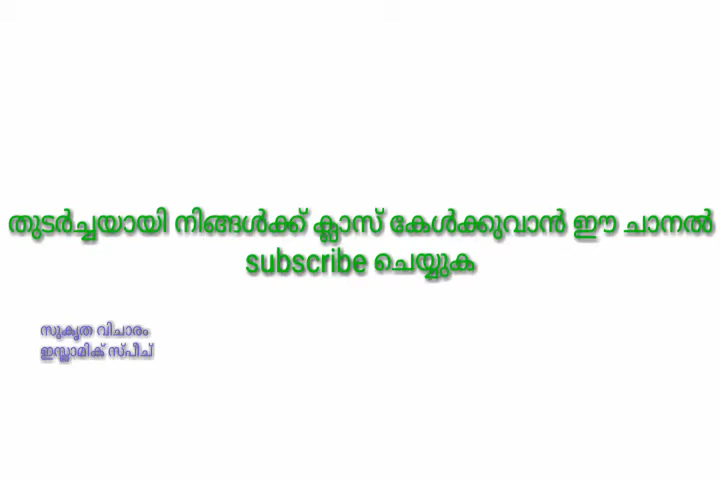 തുടർച്ചയായി നിങ്ങൾക്ക് ക്ലാസ് കേൾക്കുവാൻ ഈ ചാനൽ
subscribe ചെയ്യുക
സുകൃത വിചാരം
ഇസ്ലാമിക് സ്പീച്